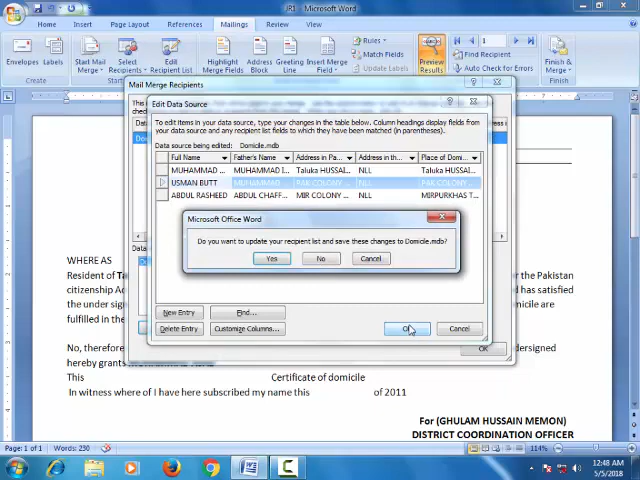 JR1 - Microsoft Word
Home
Page Layout
References
Mailings
Review
View
Envelopes
Labels
Create
Start Mail
Merge
Select
Recipients
Edit
Recipient List
Highlight
Merge Fields
Address
Block
Greeting
Line
Insert Merge
Field
Rules
Match Fields
Update Labels
Preview
Results
1
Find Recipient
Auto Check for Errors
Finish &
Merge
Finish
Mail Merge Recipients
Edit Data Source
To edit items in your data source, type your changes in the table below. Column headings display fields from
your data source and any recipient list fields to which they have been matched (in parentheses).
Data source being edited: Domicile.mdb
Full Name
Father's Name
Address in Pa...
Address in th...
Place of Domi...
MUHAMMAD ...
MUHAMMAD I...
Taluka HUSSAI...
NLL
Taluka HUSSAI...
USMAN BUTT
MUHAMMAD
PAK COLONY
NLL
PAK COLONY
ABDUL RASHEED
ABDUL CHAFF...
MIR COLONY ...
NLL
MIRPURKHAS T...
Microsoft Office Word
Do you want to update your recipient list and save these changes to Domicile.mdb?
Yes
No
Cancel
New Entry
Find...
Delete Entry
Customize Columns...
OK
Cancel
OK
WHERE AS
Resident of
for the Pakistan
citizenship
has satisfied
the under
domicile are
fulfilled in the
No, therefore
hereby grants
This Certificate of domicile
In witness where of I have here subscribed my name this of 2011
For (GHULAM HUSSAIN MEMON)
DISTRICT COORDINATION OFFICER
Page: 1 of 1
Words: 230
114%
12:48 AM
5/5/2018